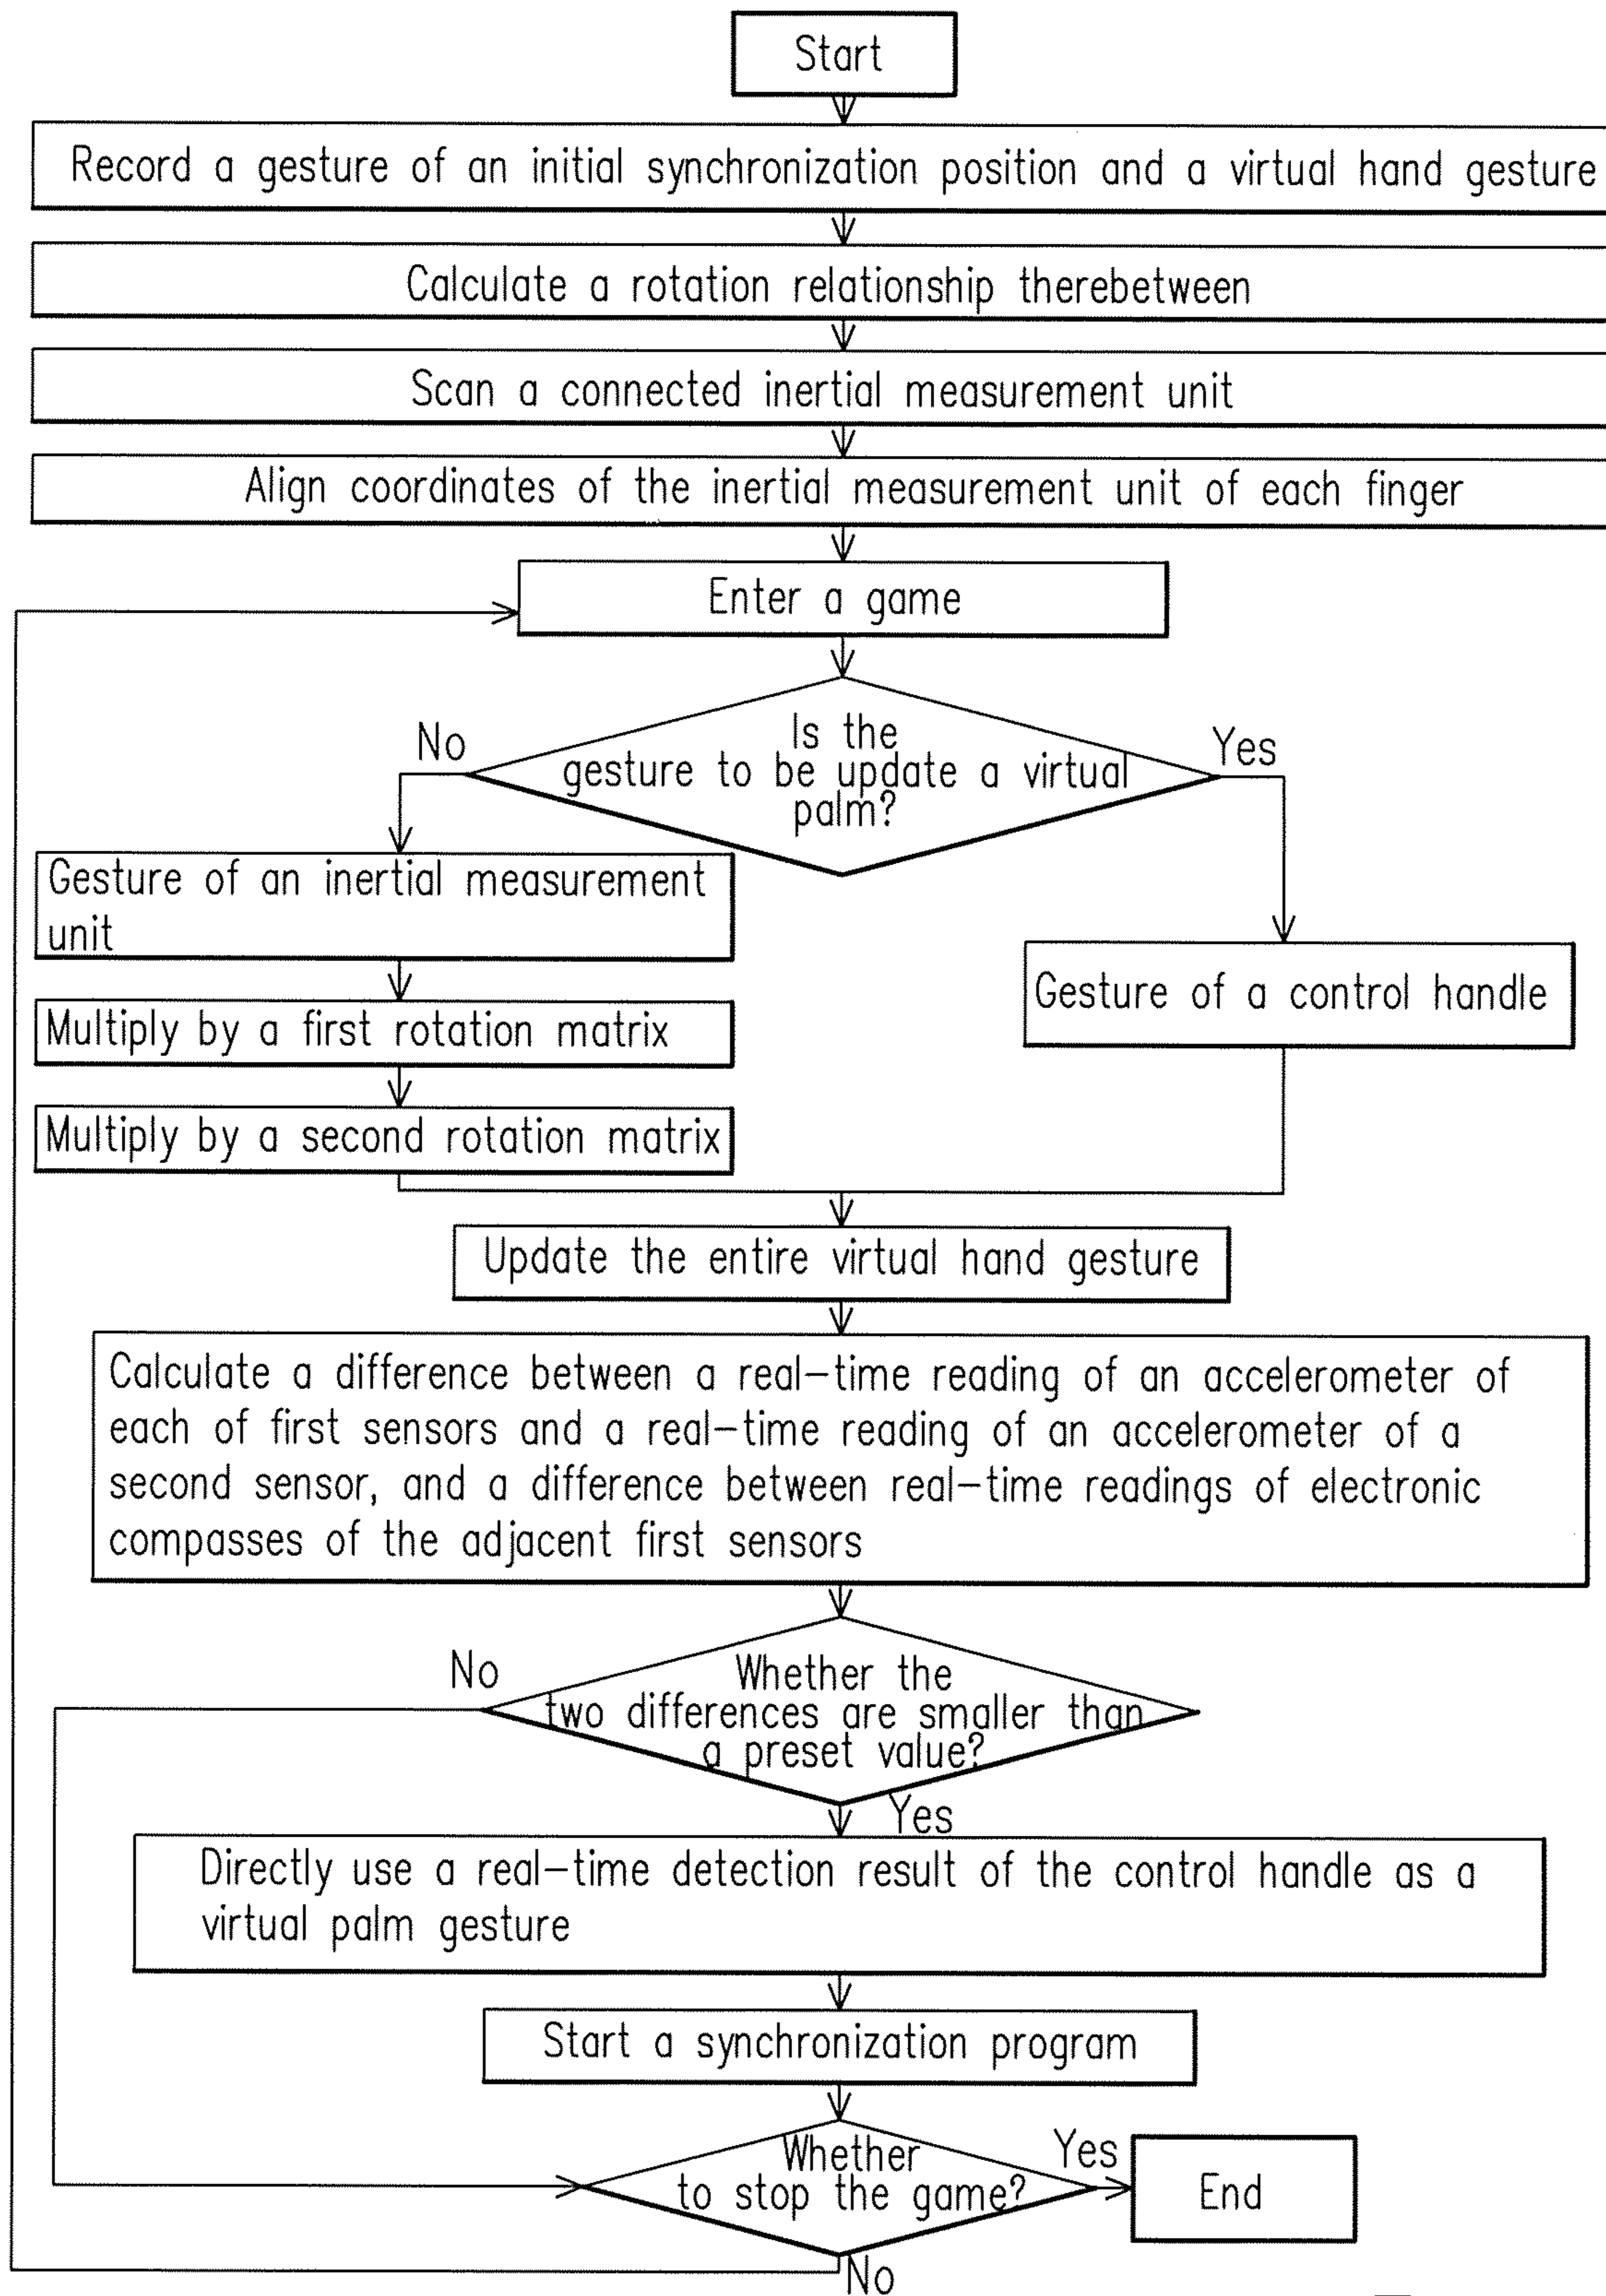 Start
Record a gesture of an initial synchronization position and a virtual hand gesture
Calculate a rotation relationship therebetween
Scan a connected inertial measurement unit
Align coordinates of the inertial measurement unit of each finger
Enter a game
No
Is the
gesture to be update a virtual
palm?
Yes
Gesture of an inertial measurement
unit
Gesture of a control handle
Multiply by a first rotation matrix
Multiply by a second rotation matrix
Update the entire virtual hand gesture
Calculate a difference between a real-time reading of an accelerometer of
each of first sensors and a real-time reading of an accelerometer of a
second sensor, and a difference between real-time readings of electronic
compasses of the adjacent first sensors
No
Whether the
two differences are smaller than
a preset value?
Yes
Directly use a real-time detection result of the control handle as a
virtual palm gesture
Start a synchronization program
Whether
to stop the game?
Yes
End
No